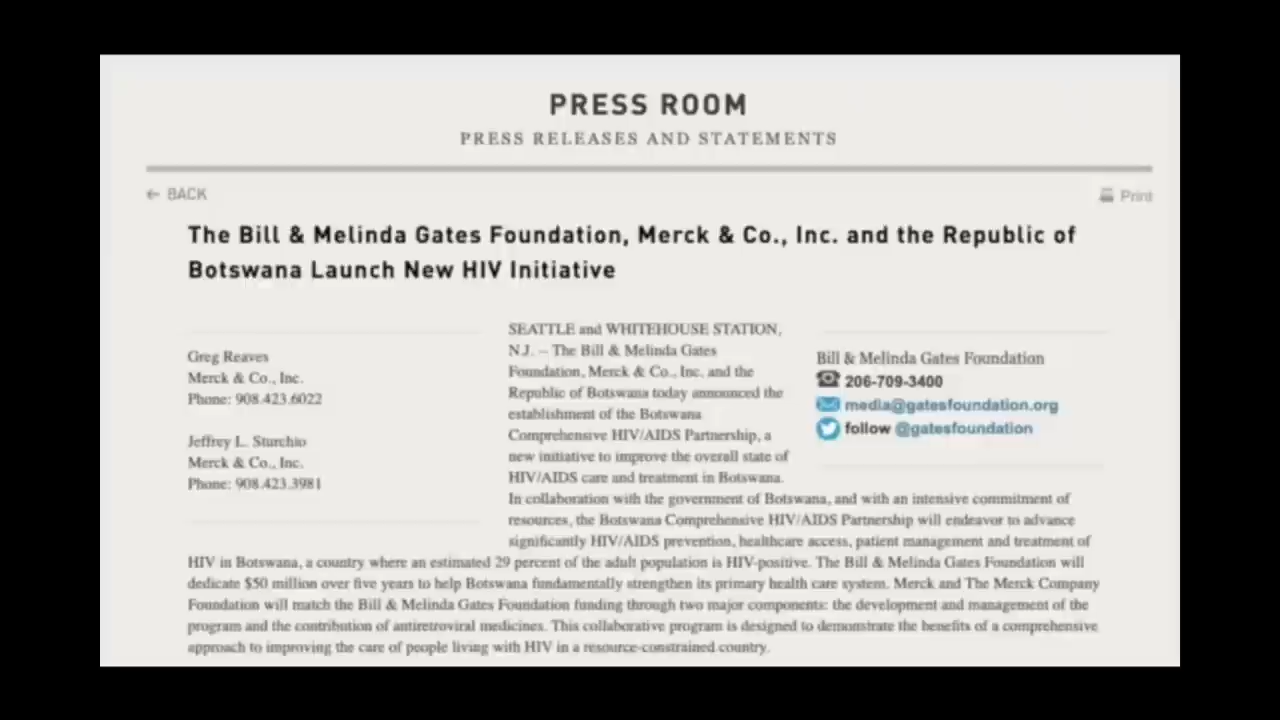 PRESS ROOM
PRESS RELEASES AND STATEMENTS
← BACK
Print
The Bill & Melinda Gates Foundation, Merck & Co., Inc. and the Republic of
Botswana Launch New HIV Initiative
Greg Reaves
Merck & Co., Inc.
Phone: 908.423.6022
Jeffrey L. Sturchio
Merck & Co., Inc.
Phone: 908.423.3981
SEATTLE and WHITEHOUSE STATION,
N.J. – The Bill & Melinda Gates
Foundation, Merck & Co., Inc. and the
Republic of Botswana today announced the
establishment of the Botswana
Comprehensive HIV/AIDS Partnership, a
new initiative to improve the overall state of
HIV/AIDS care and treatment in Botswana.
Bill & Melinda Gates Foundation
206-709-3400
media@gatesfoundation.org
follow @gatesfoundation
In collaboration with the government of Botswana, and with an intensive commitment of
resources, the Botswana Comprehensive HIV/AIDS Partnership will endeavor to advance
significantly HIV/AIDS prevention, healthcare access, patient management and treatment of
HIV in Botswana, a country where an estimated 29 percent of the adult population is HIV-positive. The Bill & Melinda Gates Foundation will
dedicate $50 million over five years to help Botswana fundamentally strengthen its primary health care system. Merck and The Merck Company
Foundation will match the Bill & Melinda Gates Foundation funding through two major components: the development and management of the
program and the contribution of antiretroviral medicines. This collaborative program is designed to demonstrate the benefits of a comprehensive
approach to improving the care of people living with HIV in a resource-constrained country.